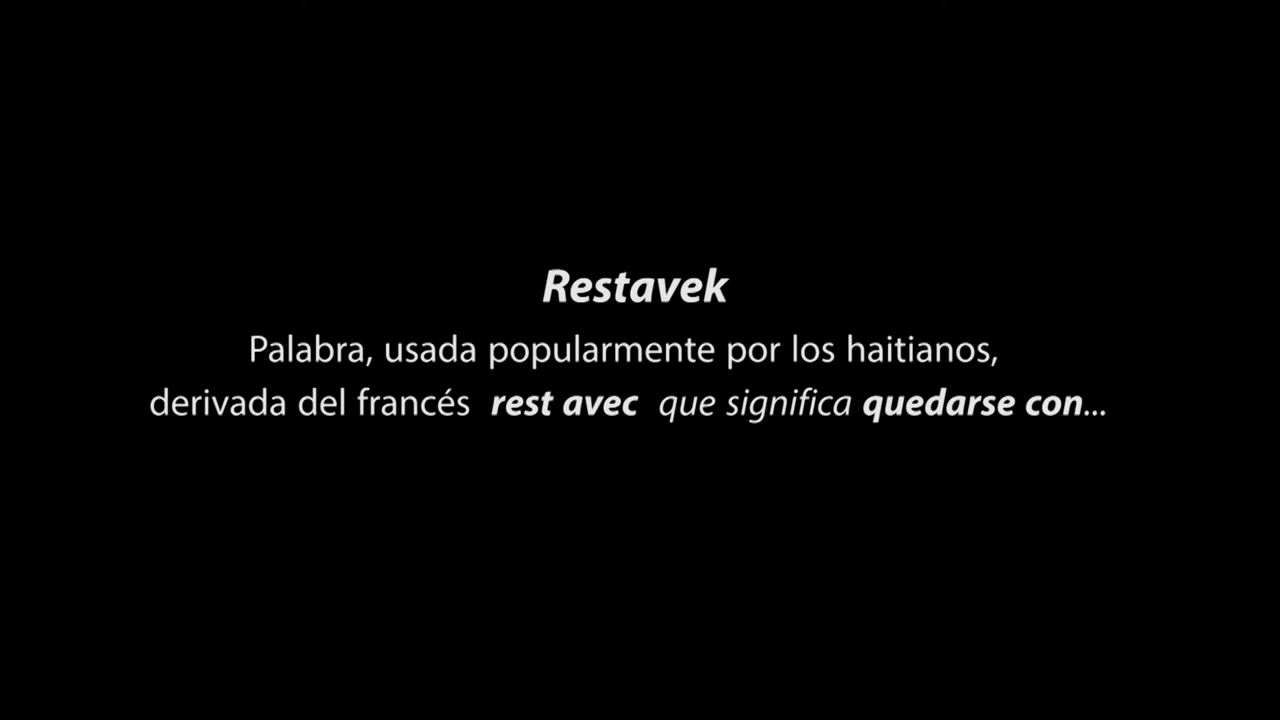 Restavek
Palabra, usada popularmente por los haitianos,
derivada del francés rest avec que significa quedarse con...